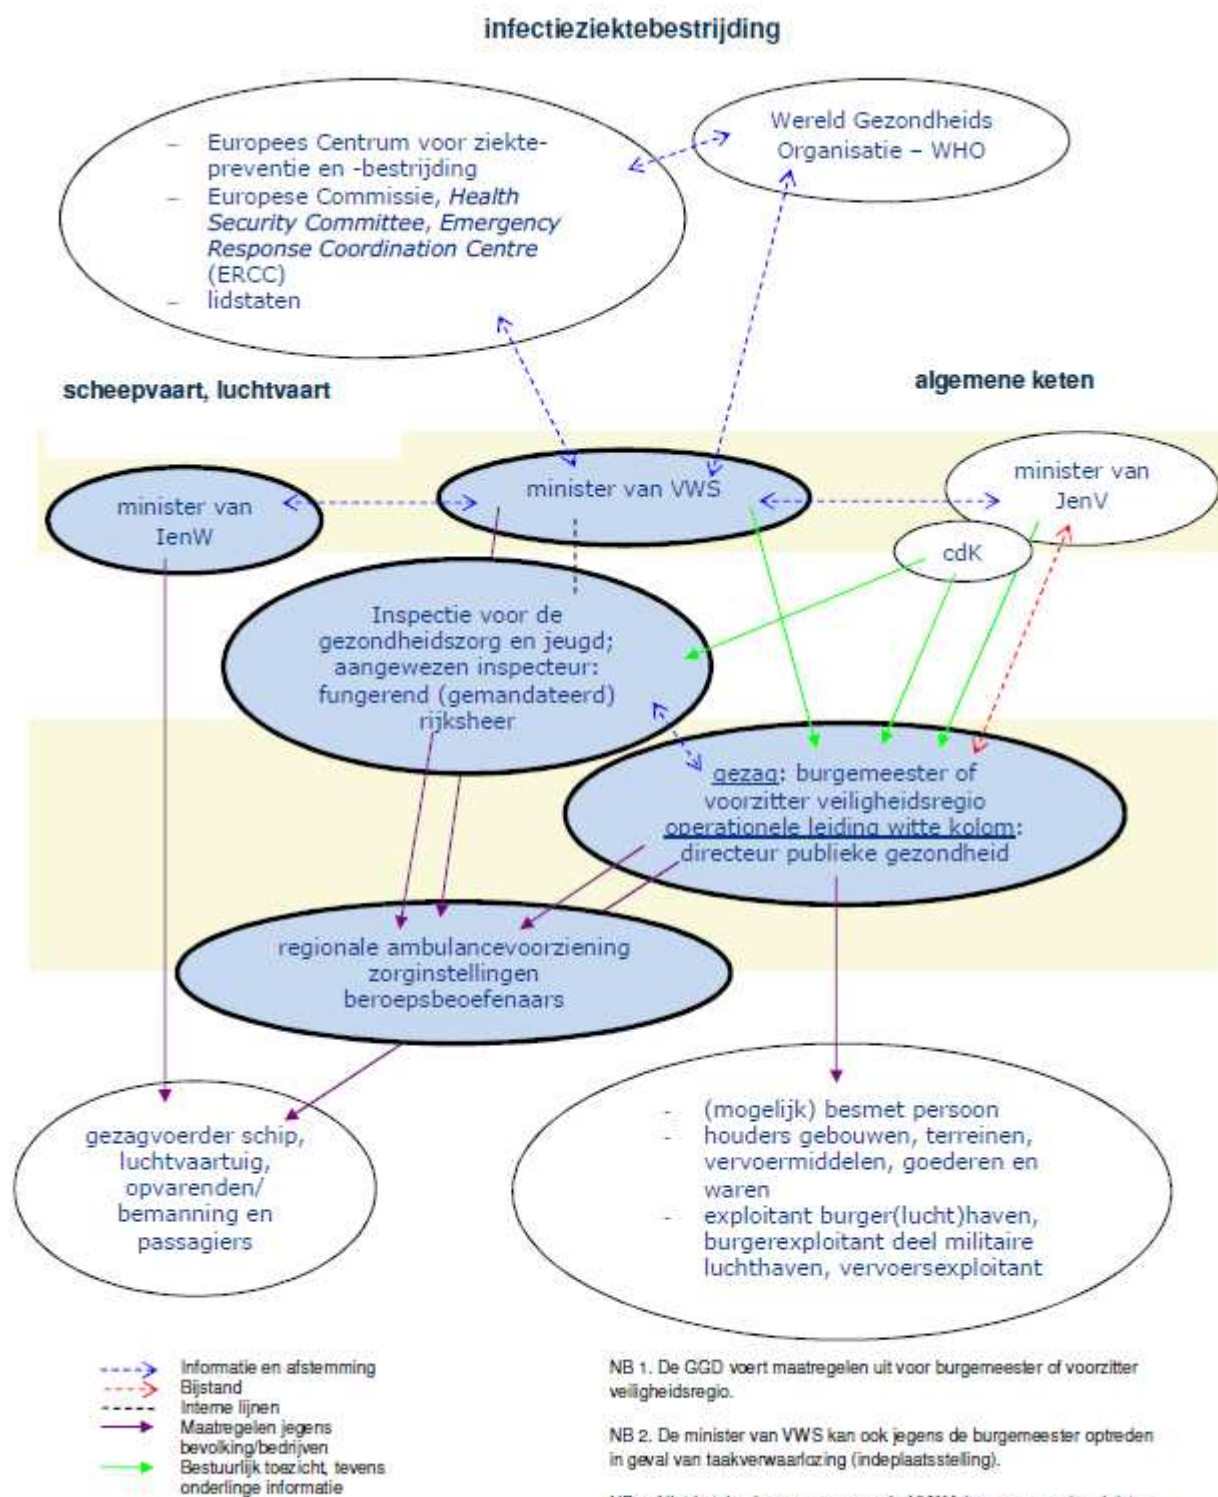 infectieziektebestrijding
– Europees Centrum voor ziekte-
preventie en -bestrijding
– Europese Commissie, Health
Security Committee, Emergency
Response Coordination Centre
(ERCC)
– lidstaten
Wereld Gezondheids
Organisatie – WHO
scheepvaart, luchtvaart
algemene keten
minister van
IenW
minister van VWS
minister van
JenV
cdK
Inspectie voor de
gezondheidszorg en jeugd;
aangewezen inspecteur:
fungerend (gemandateerd)
rijksheer
gezag: burgemeester of
voorzitter veiligheidsregio
operationele leiding witte kolom:
directeur publieke gezondheid
regionale ambulancevoorziening
zorginstellingen
beroepsbeoefenaars
gezagvoerder schip,
luchtvaartuig,
opvarenden/
bemanning en
passagiers
- (mogelijk) besmet persoon
- houders gebouwen, terreinen,
vervoermiddelen, goederen en
waren
- exploitant burger(lucht)haven,
burgerexploitant deel militaire
luchthaven, vervoersexploitant
Informatie en afstemming
Bijstand
Interne lijnen
Maatregelen jegens
bevolking/bedrijven
Bestuurlijk toezicht, tevens
onderlinge informatie
NB 1. De GGD voert maatregelen uit voor burgemeester of voorzitter
veiligheidsregio.
NB 2. De minister van VWS kan ook jegens de burgemeester optreden
in geval van taakverwaarlozing (indeplaatsstelling).